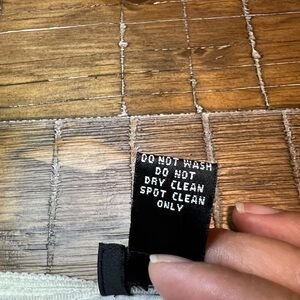 DO NOT WASH
DO NOT
DRY CLEAN
SPOT CLEAN
ONLY